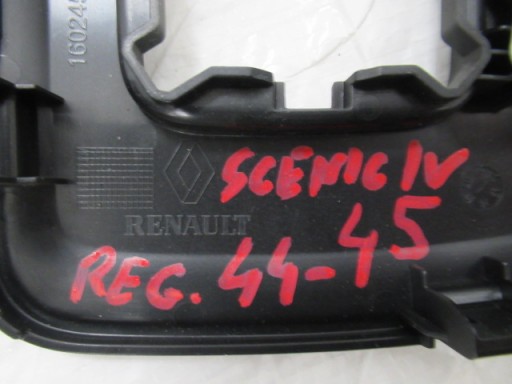 160245
SCENIC IV
RENAULT
REG. 44-45